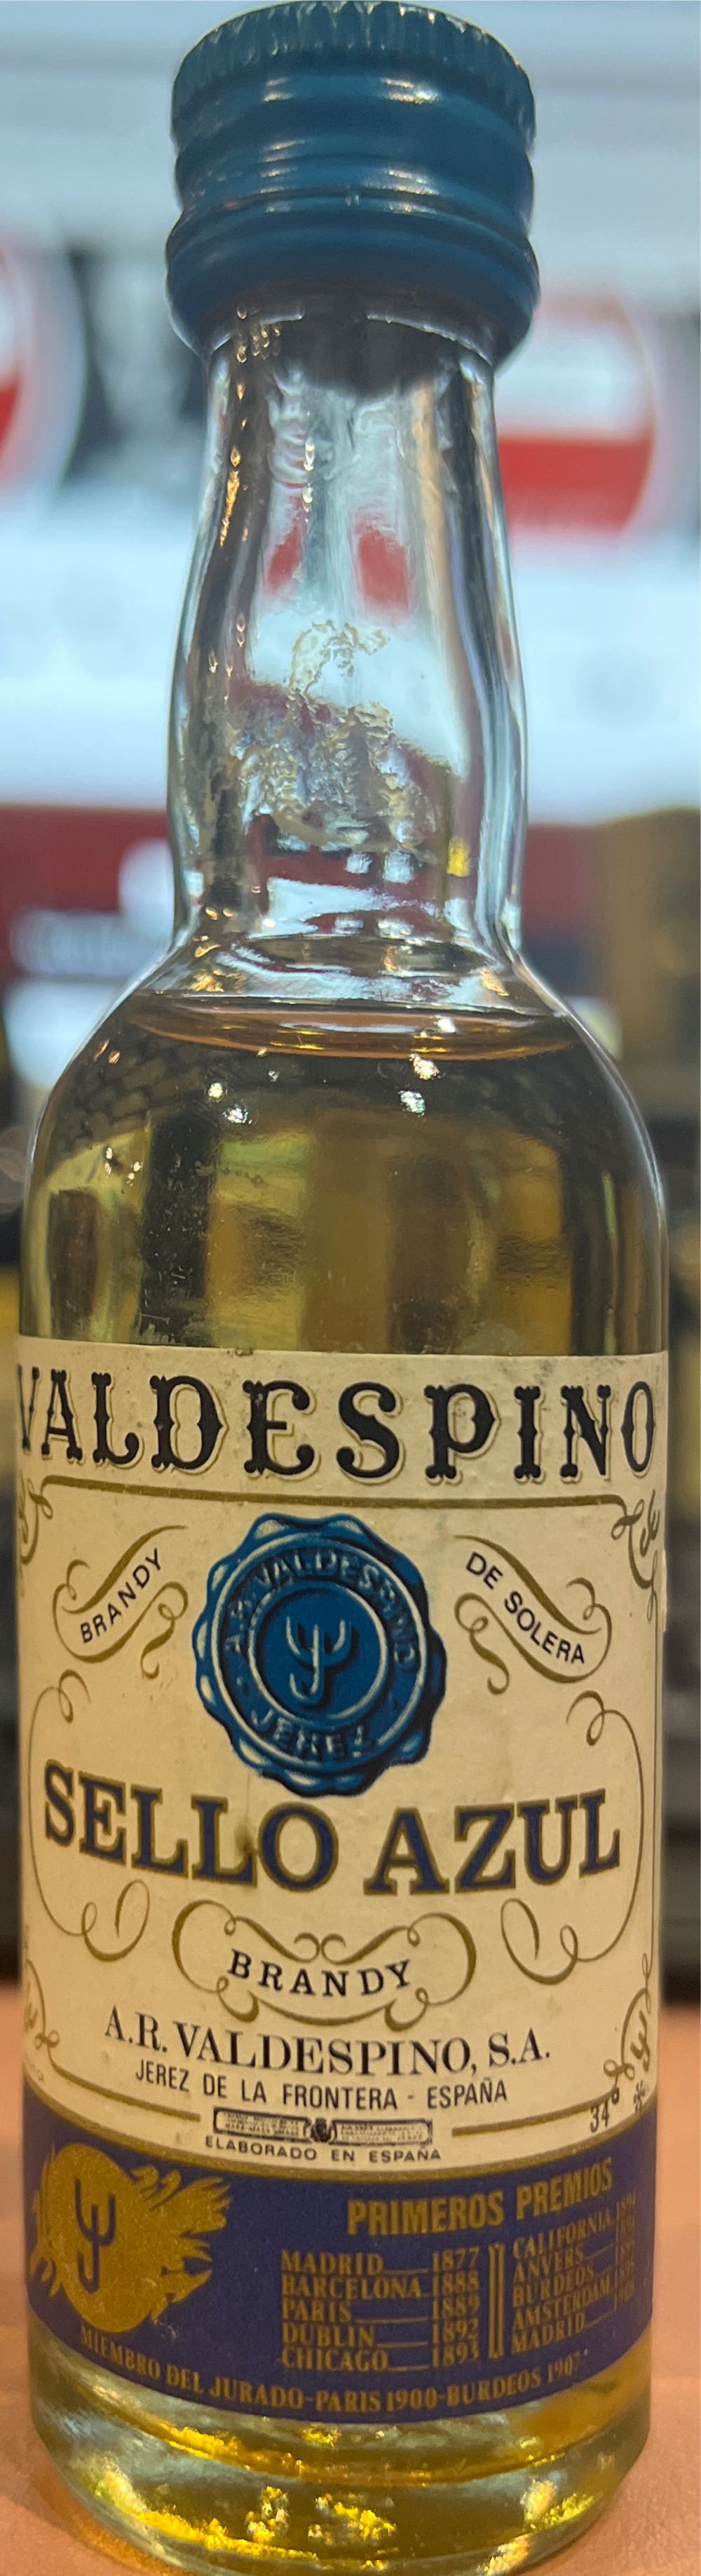 VALDESPINO
BRANDY
DE SOLERA
A.R. VALDESPINO
JEREZ
SELLO AZUL
BRANDY
A.R. VALDESPINO, S.A.
JEREZ DE LA FRONTERA - ESPAÑA
34°
ELABORADO EN ESPAÑA
PRIMEROS PREMIOS
MADRID 1877
BARCELONA 1888
PARIS 1889
DUBLIN 1892
CHICAGO 1893
CALIFORNIA 1894
ANVERS
BURDEOS
AMSTERDAM
MADRID
MIEMBRO DEL JURADO-PARIS 1900-BURDEOS 1907